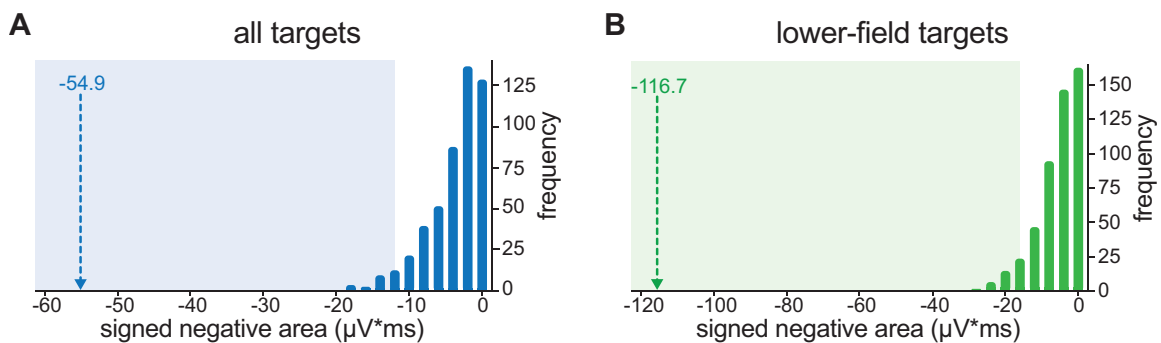 A
all targets
-54.9
125
100
75
50
25
0
frequency
-60 -50 -40 -30 -20 -10 0
signed negative area (µV*ms)
B
lower-field targets
-116.7
150
125
100
75
50
25
0
frequency
-120 -100 -80 -60 -40 -20 0
signed negative area (µV*ms)